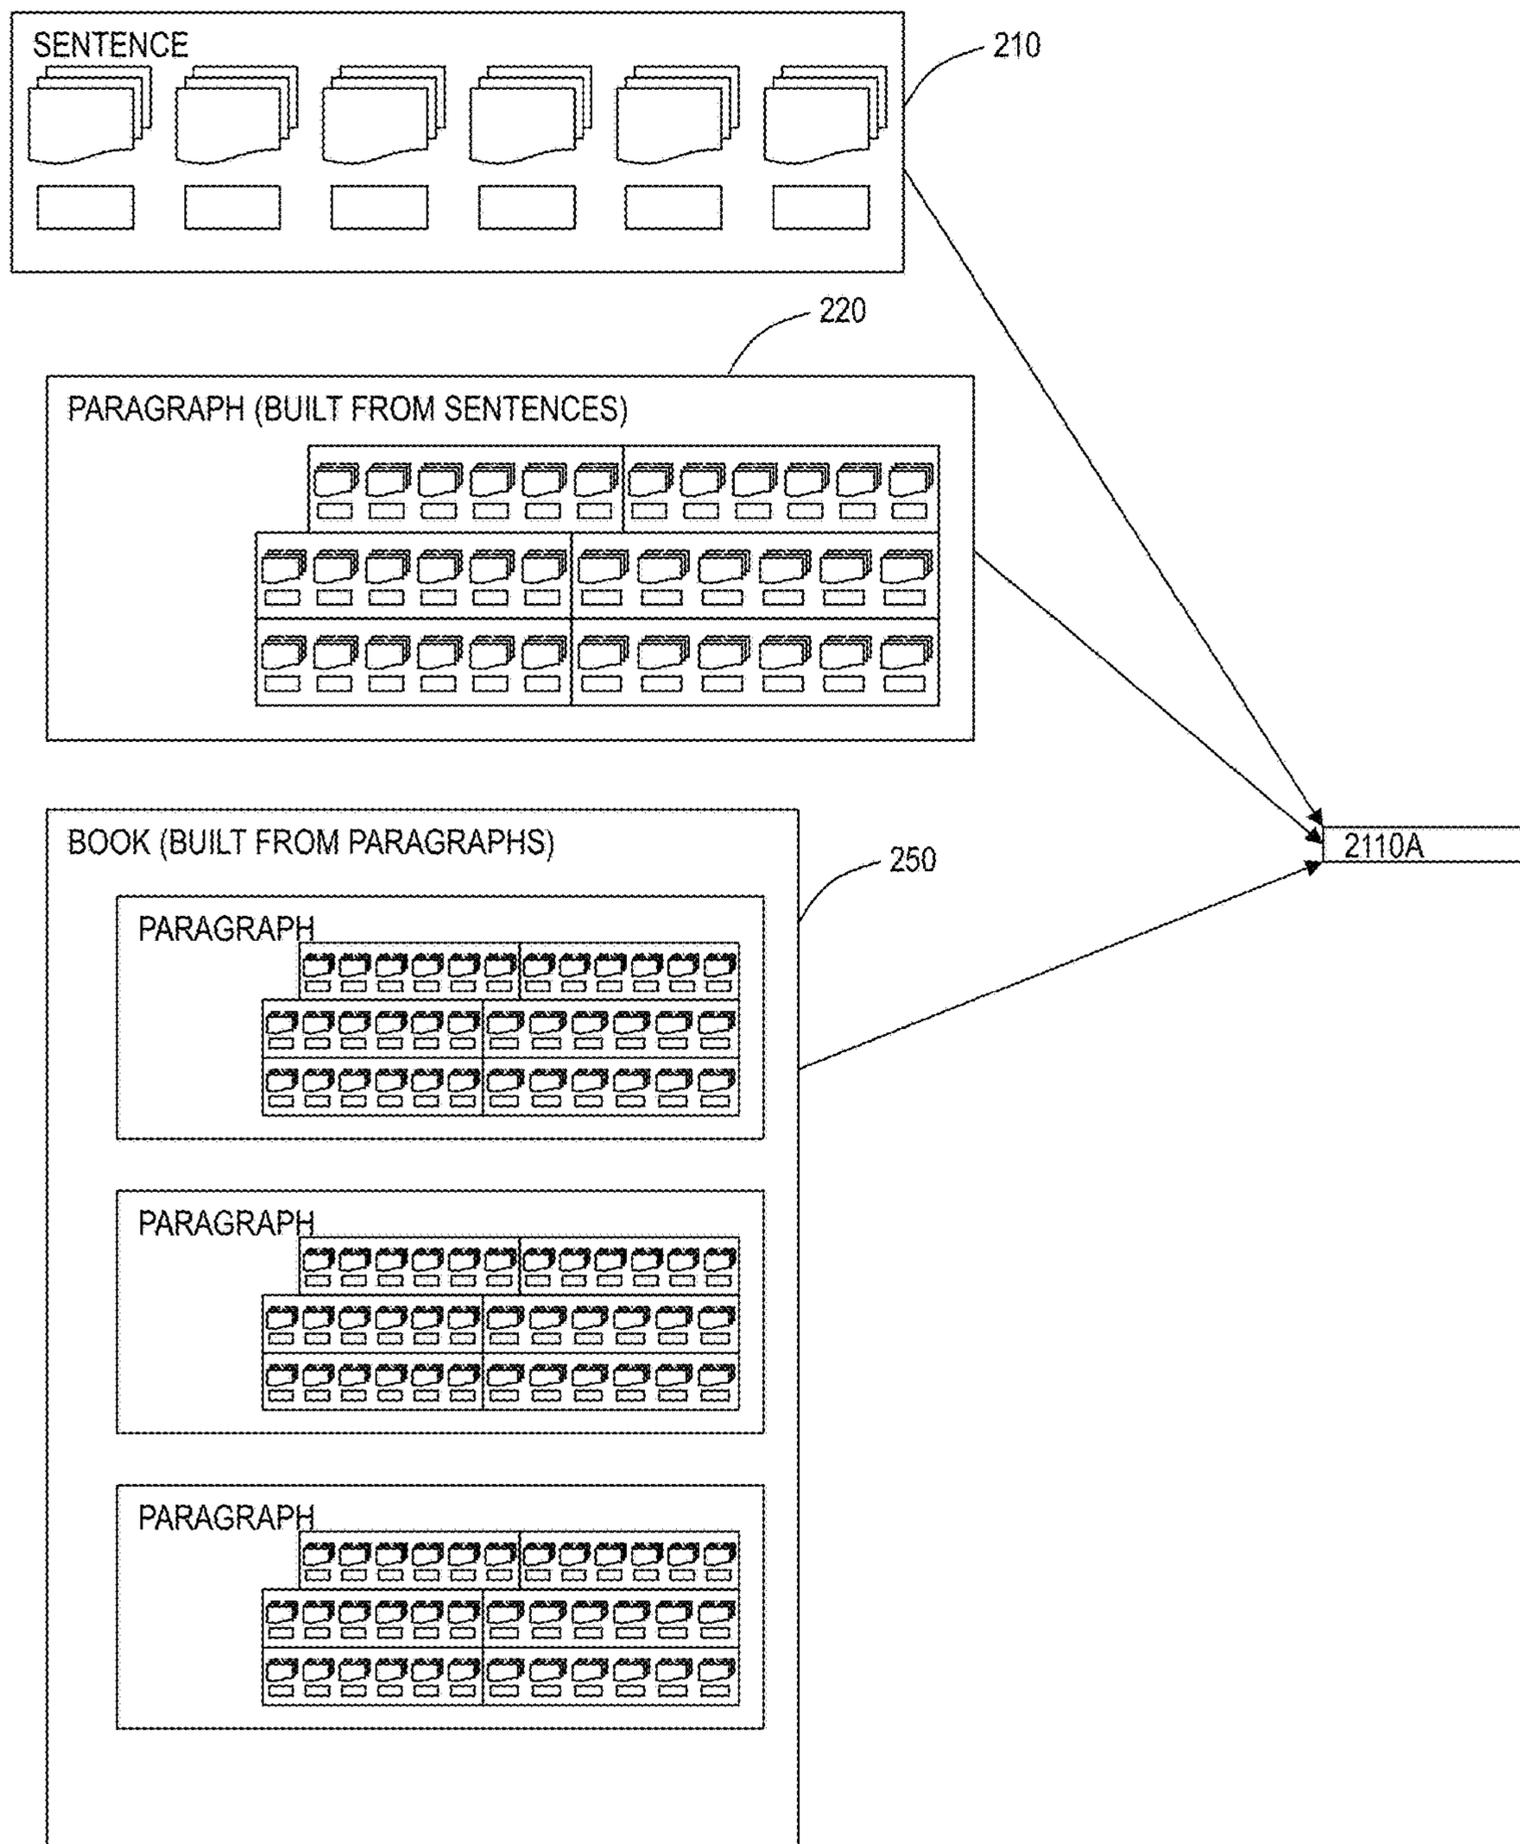 SENTENCE
210
220
PARAGRAPH (BUILT FROM SENTENCES)
BOOK (BUILT FROM PARAGRAPHS)
250
2110A
PARAGRAPH
PARAGRAPH
PARAGRAPH